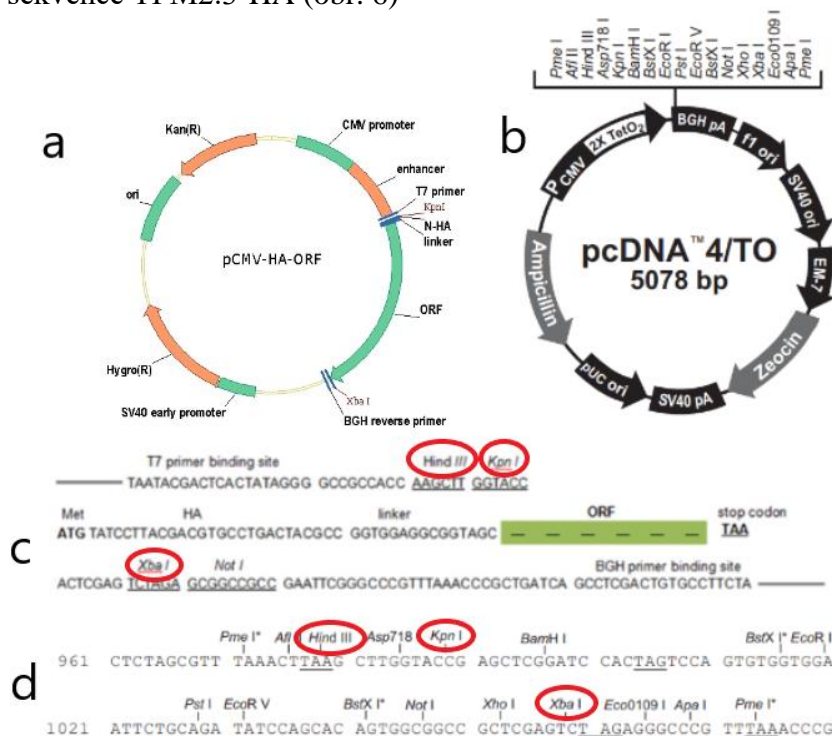 sekvence TPM2.3-HA (obr. 6)
Pme I
Afl II
Hind III
Asp718 I
Kpn I
BamH I
BstX I
EcoR I
Pst I
EcoR V
BstX I
Not I
Xho I
Xba I
Eco0109 I
Apa I
Pme I
a
Kan(R)
CMV promoter
enhancer
T7 primer
KpnI
N-HA
linker
ori
pCMV-HA-ORF
ORF
Hygro(R)
Xba I
SV40 early promoter
BGH reverse primer
b
PCMV
2X TetO2
BGH pA
f1 ori
SV40 ori
EM-7
Zeocin
SV40 pA
pUC ori
Ampicillin
pcDNA™4/TO
5078 bp
c
T7 primer binding site Hind III Kpn I
TAATACGACTCACTATAGGG GCCGCCACC AAGCTT GGTACC
Met HA linker ORF stop codon
ATG TATCCTTACGACGTGCCTGACTACGCC GGTGGAGGCGGTAGC TAA
Xba I Not I BGH primer binding site
ACTCGAG TCTAGA GCGGCCGCC GAATTCGGGCCCGTTTAAACCCGCTGATCA GCCTCGACTGTGCCTTCTA
d
Pme I* Afl Hind III Asp718 Kpn I BamH I BstX I* EcoR I
961 CTCTAGCGTT TAAACTTAAG CTTGGTACCG AGCTCGGATC CACTAGTCCA GTGTGGTGGA
Pst I EcoR V BstX I* Not I Xho I Xba I Eco0109 I Apa I Pme I*
1021 ATTCTGCAGA TATCCAGCAC AGTGGCGGCC GCTCGAGTCT AGAGGGCCCG TTTAAACCCG